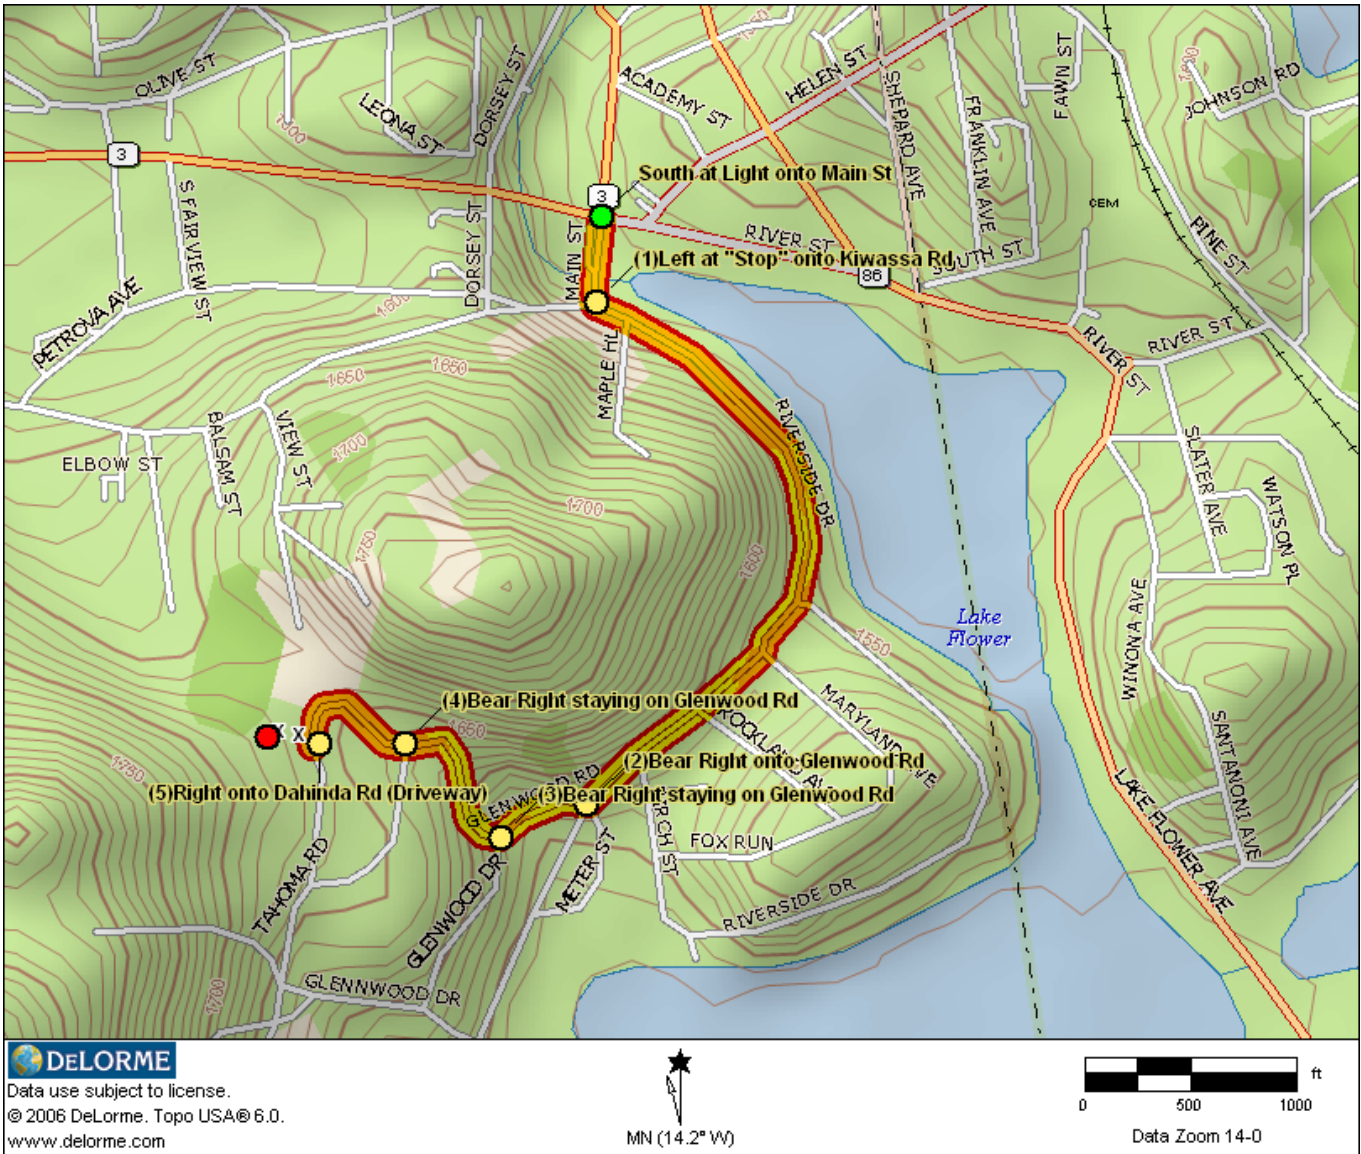 OLIVE ST
LEONA ST
DORSEY ST
ACADEMY ST
HELEN ST
SHEPARD AVE
FRANKLIN AVE
FAWN ST
JOHNSON RD
1600
1600
3
3
South at Light onto Main St
S FAIRVIEW ST
DORSEY ST
MAIN ST
RIVER ST
SOUTH ST
86
CEM
PINE ST
(1)Left at "Stop" onto Kiwassa Rd
PETROVA AVE
1650
1650
MAPLE HL
RIVER ST
RIVER ST
BALSAM ST
VIEW ST
1700
ELBOW ST
RIVERSIDE DR
SLATER AVE
WATSON PL
1700
1750
1600
WINONA AVE
Lake
Flower
1550
(4)Bear Right staying on Glenwood Rd
1650
MARYLAND AVE
ROCKLAND AVE
SANTANONI AVE
X
X
1750
(2)Bear Right onto Glenwood Rd
(5)Right onto Dahinda Rd (Driveway)
GLENWOOD RD
(3)Bear Right staying on Glenwood Rd
LAKE FLOWER AVE
FOX RUN
METER ST
TAHOMA RD
GLENWOOD DR
RIVERSIDE DR
1700
GLENNWOOD DR
DELORME
Data use subject to license.
© 2006 DeLorme. Topo USA® 6.0.
www.delorme.com
MN (14.2° W)
ft
0 500 1000
Data Zoom 14-0